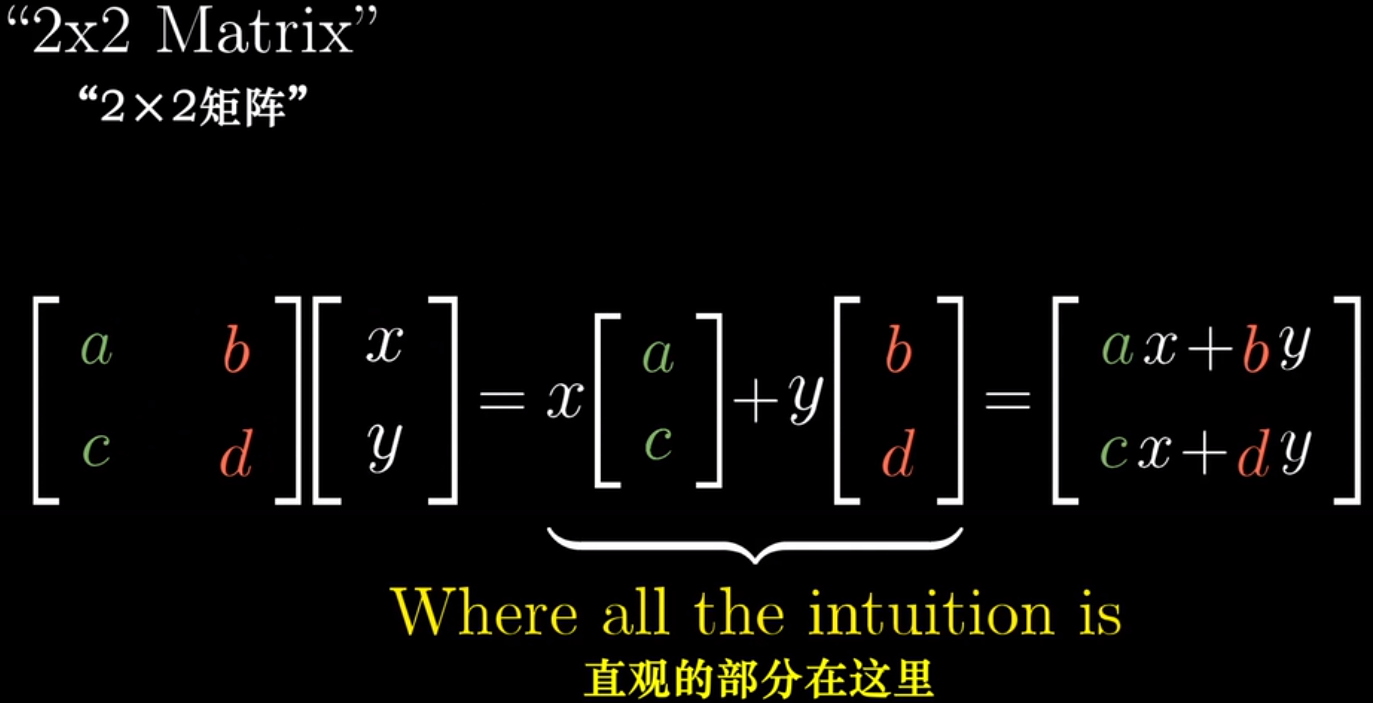 “2x2 Matrix”
“2×2矩阵”
[a b; c d] [x; y] = x [a; c] + y [b; d] = [ax+by; cx+dy]
Where all the intuition is
直观的部分在这里